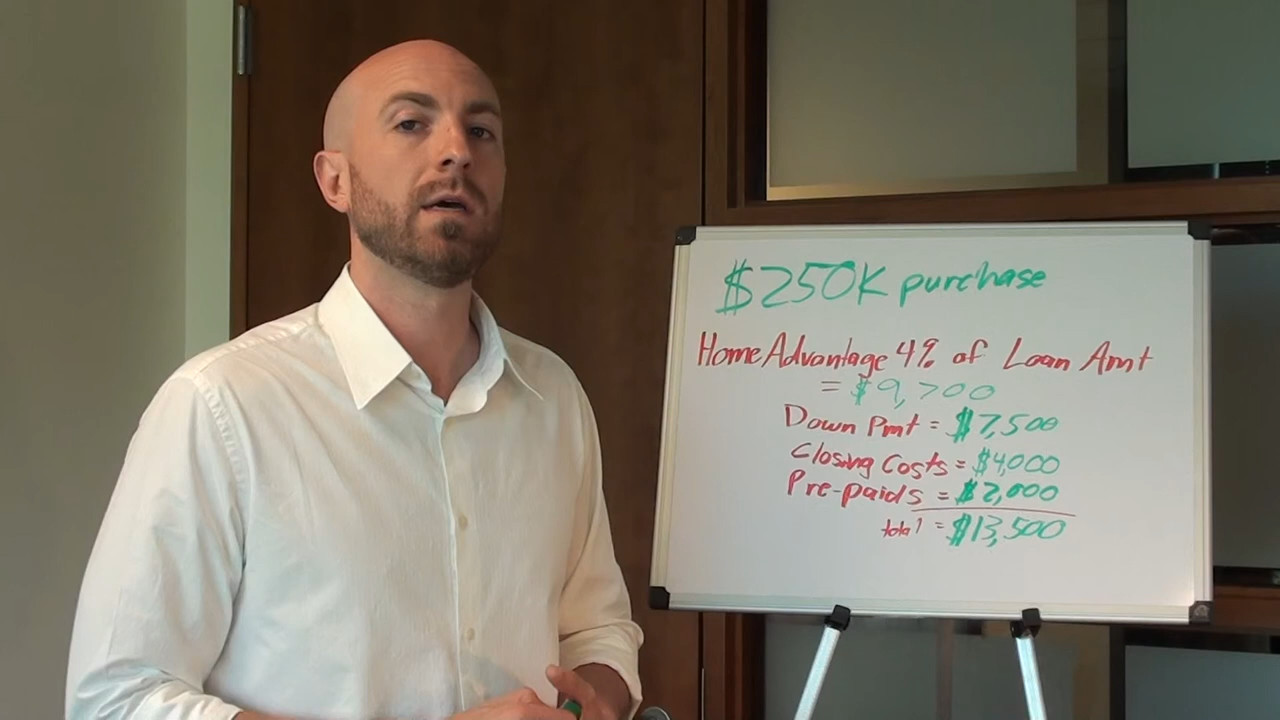 $250K purchase
Home Advantage 4% of Loan Amt
= $9,700
Down Pmt = $7,500
Closing Costs = $4,000
Pre-paids = $2,000
total = $13,500